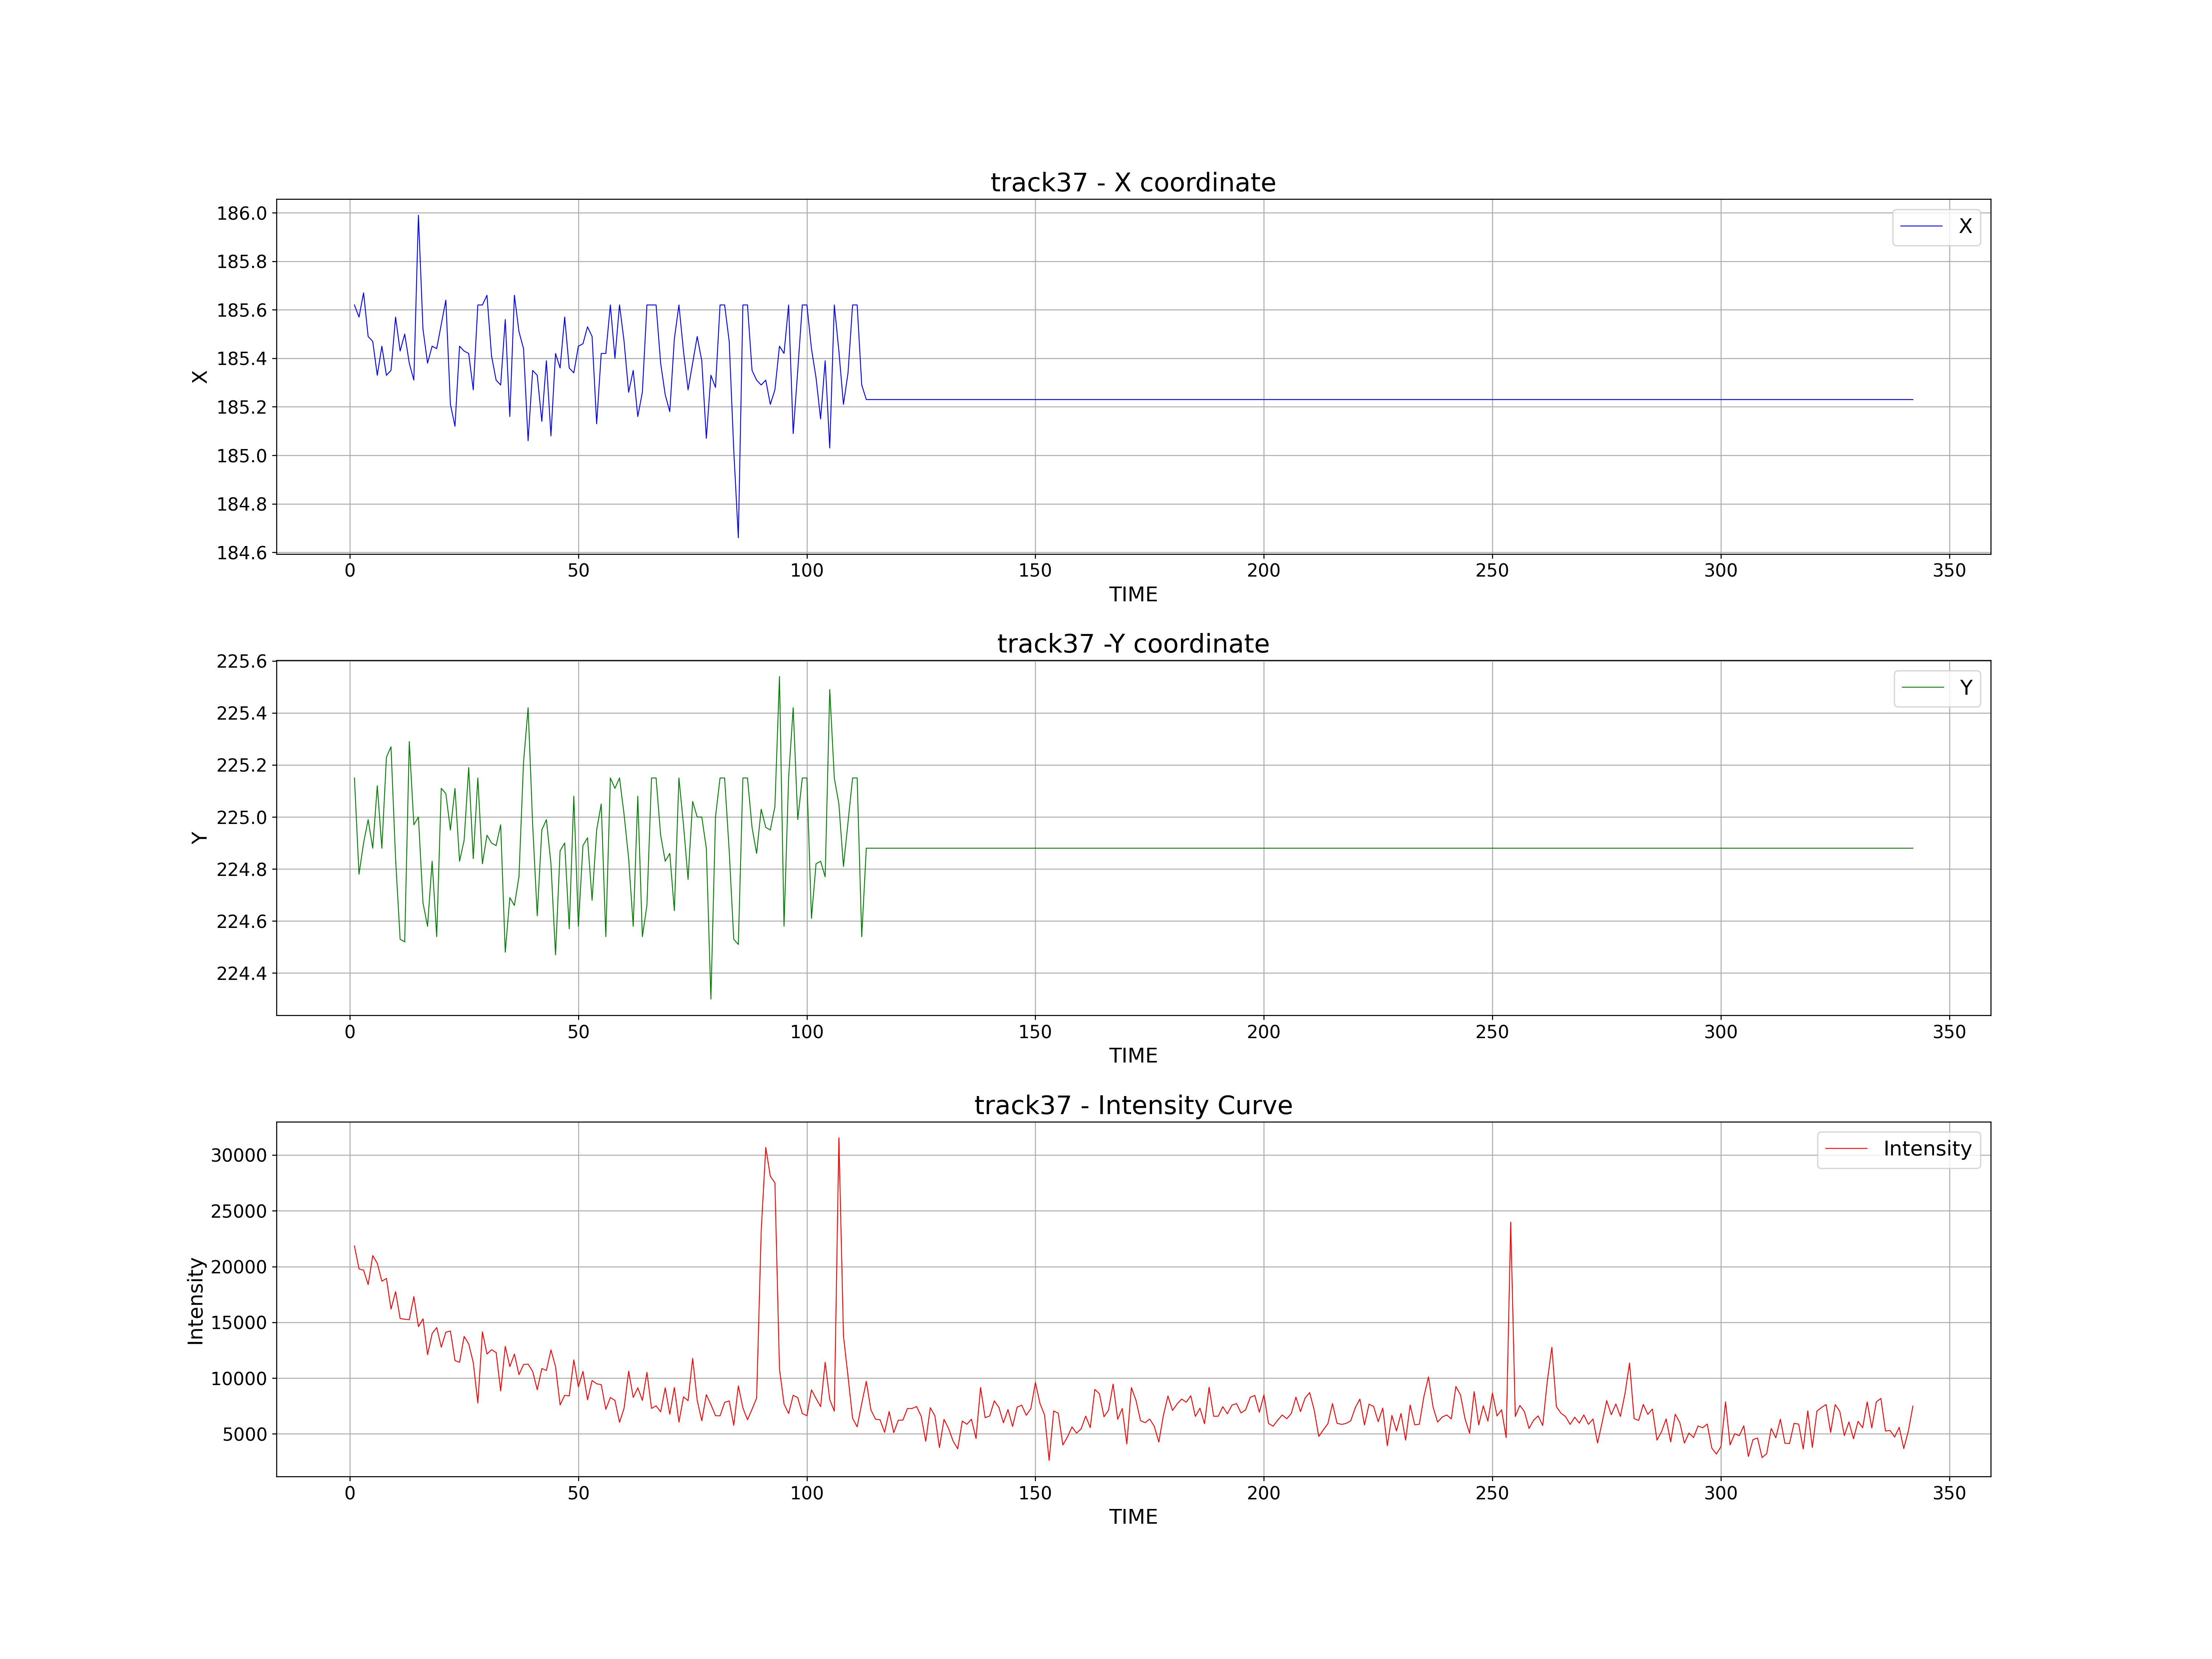 track37 - X coordinate
186.0
185.8
185.6
185.4
185.2
185.0
184.8
184.6
X
X
0 50 100 150 200 250 300 350
TIME
track37 -Y coordinate
225.6
225.4
225.2
225.0
224.8
224.6
224.4
Y
Y
0 50 100 150 200 250 300 350
TIME
track37 - Intensity Curve
30000
25000
20000
15000
10000
5000
Intensity
Intensity
0 50 100 150 200 250 300 350
TIME